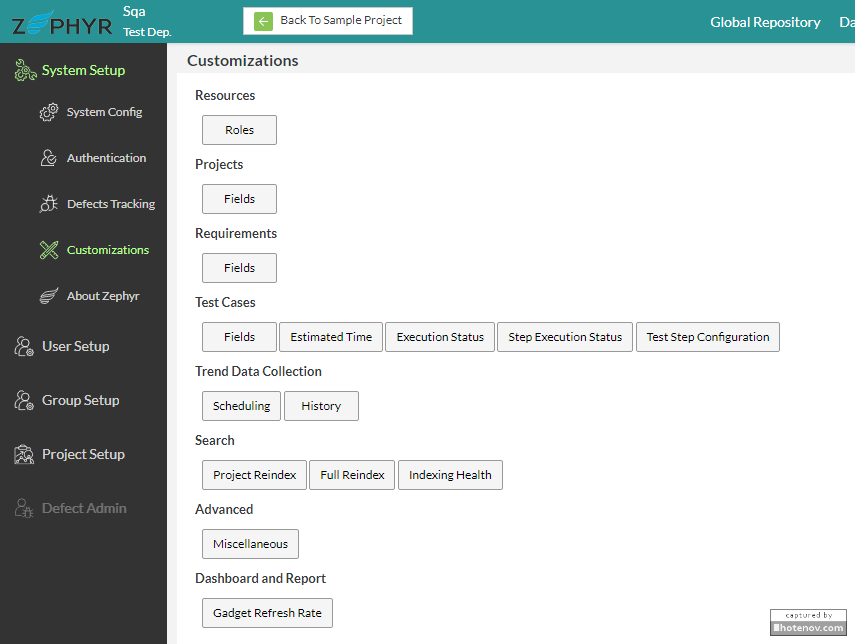 ZEPHYR
Sqa
Test Dep.
Back To Sample Project
Global Repository
Da
System Setup
System Config
Authentication
Defects Tracking
Customizations
About Zephyr
User Setup
Group Setup
Project Setup
Defect Admin
Customizations
Resources
Roles
Projects
Fields
Requirements
Fields
Test Cases
Fields Estimated Time Execution Status Step Execution Status Test Step Configuration
Trend Data Collection
Scheduling History
Search
Project Reindex Full Reindex Indexing Health
Advanced
Miscellaneous
Dashboard and Report
Gadget Refresh Rate
captured by
hotenov.com